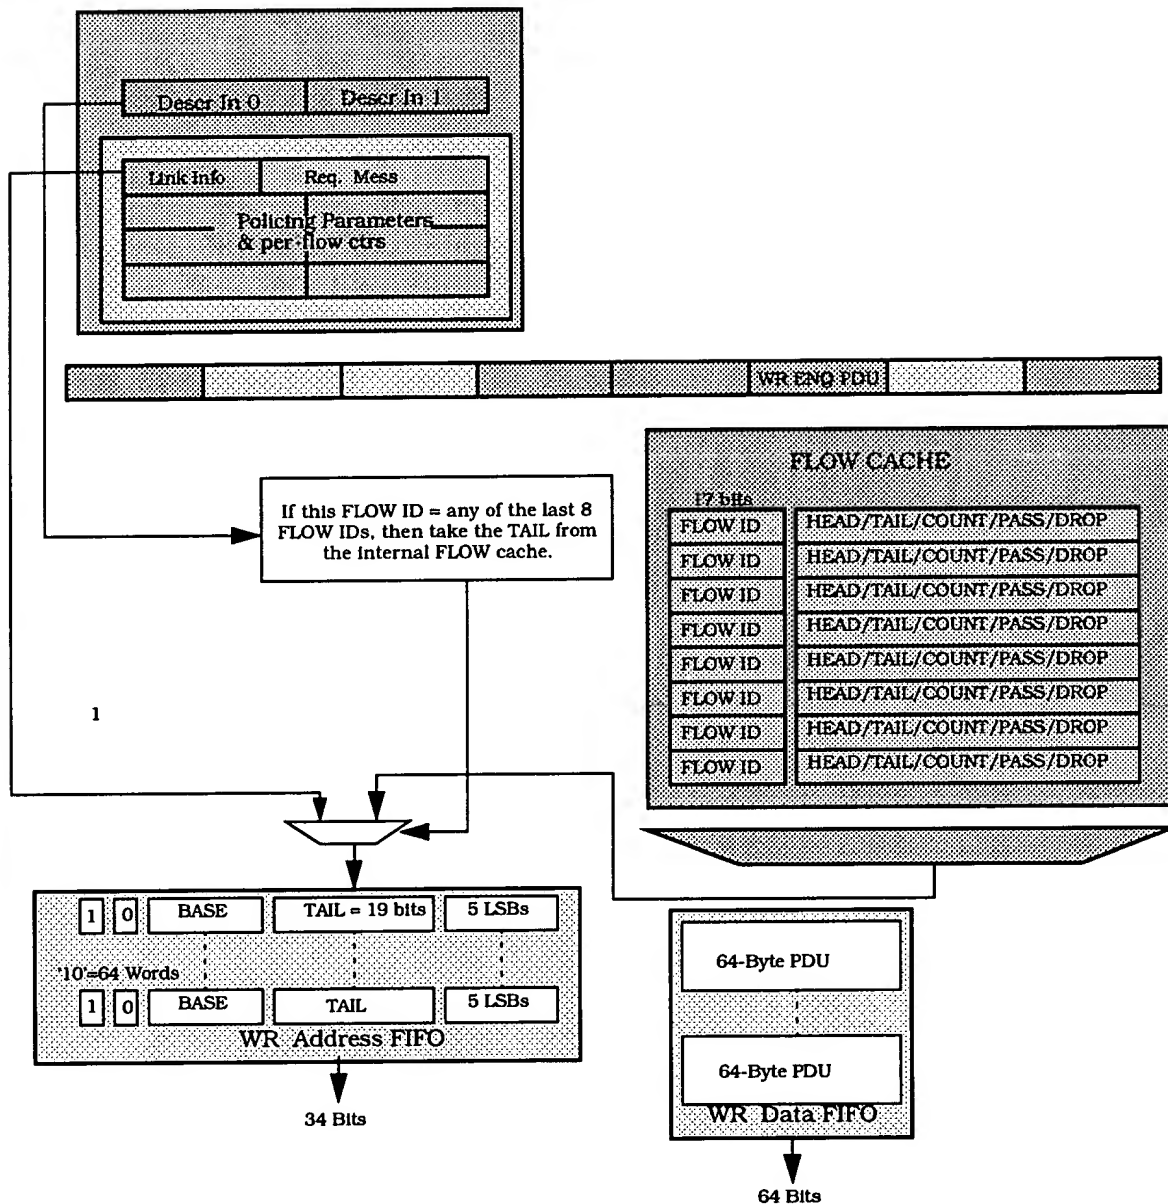 Descr In 0
Descr In 1
Link Info
Req. Mess
Policing Parameters
& per-flow ctrs
WR ENQ PDU
FLOW CACHE
17 bits
FLOW ID
HEAD/TAIL/COUNT/PASS/DROP
FLOW ID
HEAD/TAIL/COUNT/PASS/DROP
FLOW ID
HEAD/TAIL/COUNT/PASS/DROP
FLOW ID
HEAD/TAIL/COUNT/PASS/DROP
FLOW ID
HEAD/TAIL/COUNT/PASS/DROP
FLOW ID
HEAD/TAIL/COUNT/PASS/DROP
FLOW ID
HEAD/TAIL/COUNT/PASS/DROP
FLOW ID
HEAD/TAIL/COUNT/PASS/DROP
If this FLOW ID = any of the last 8
FLOW IDs, then take the TAIL from
the internal FLOW cache.
1
1
0
BASE
TAIL = 19 bits
5 LSBs
'10'=64 Words
1
0
BASE
TAIL
5 LSBs
WR Address FIFO
34 Bits
64-Byte PDU
64-Byte PDU
WR Data FIFO
64 Bits